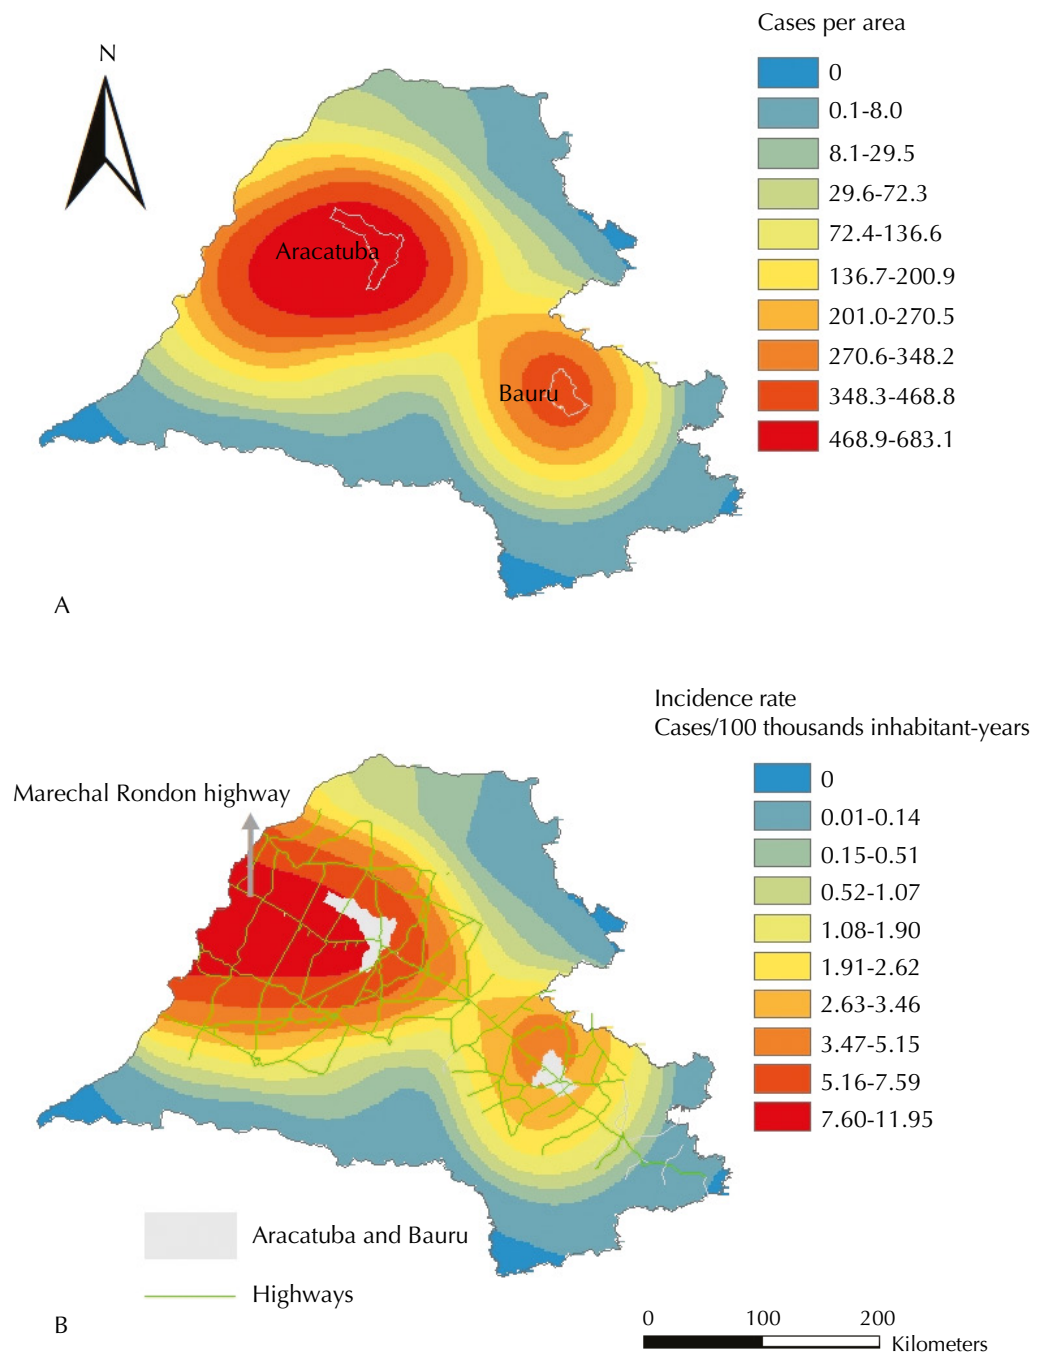 Cases per area
N
0
0.1-8.0
8.1-29.5
29.6-72.3
72.4-136.6
136.7-200.9
201.0-270.5
270.6-348.2
348.3-468.8
468.9-683.1
Aracatuba
Bauru
A
Incidence rate
Cases/100 thousands inhabitant-years
Marechal Rondon highway
0
0.01-0.14
0.15-0.51
0.52-1.07
1.08-1.90
1.91-2.62
2.63-3.46
3.47-5.15
5.16-7.59
7.60-11.95
Aracatuba and Bauru
Highways
B
0 100 200
Kilometers